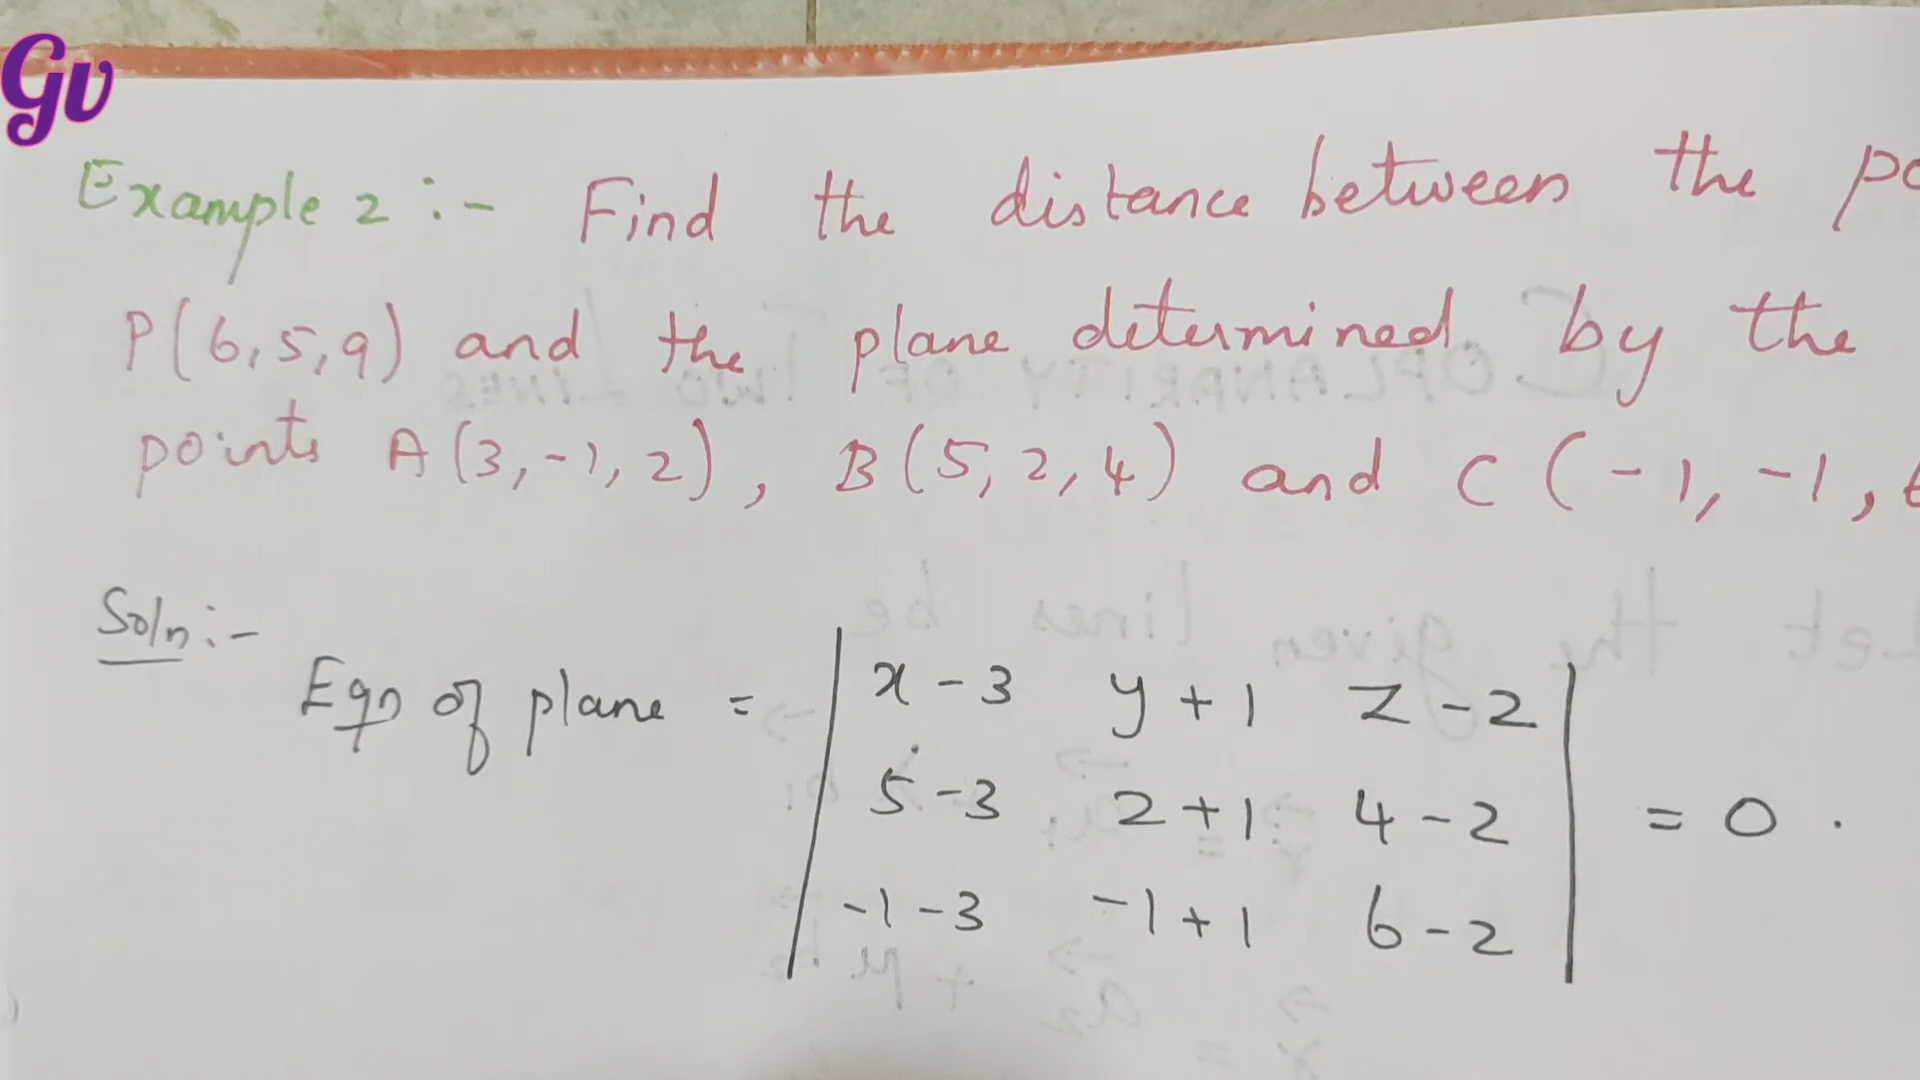 Gv
Example 2 :- Find the distance between the
P(6,5,9) and the plane determined by the
points A(3,-1,2), B(5,2,4) and C(-1,-1,
Soln:-
Eqn of plane = | x-3 y+1 z-2 |
5-3 2+1 4-2 = 0.
-1-3 -1+1 6-2